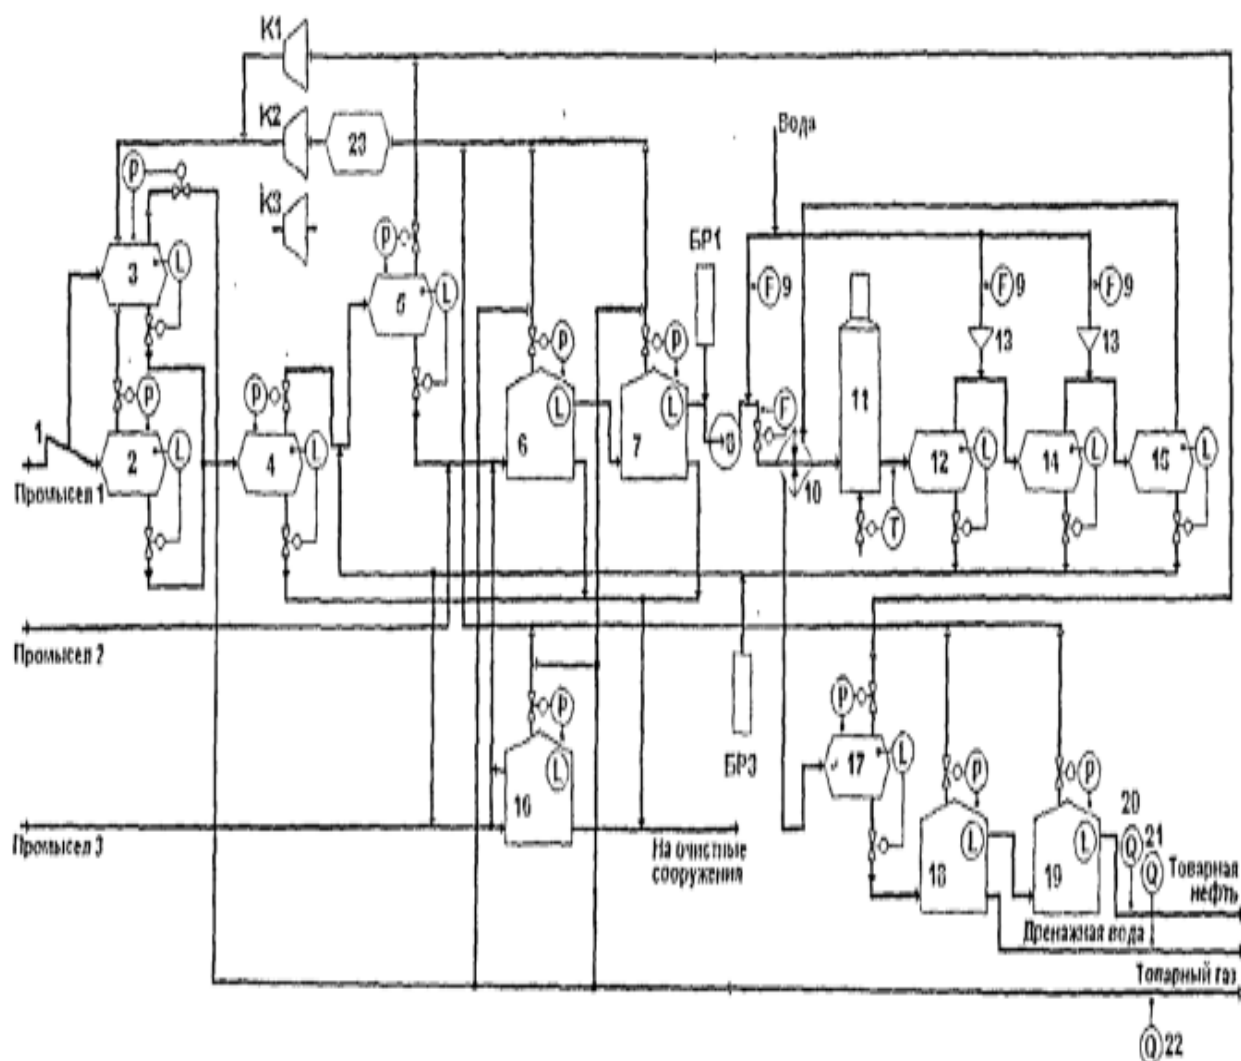 К1
К2
23
К3
Вода
P
P
P
L
3
5
L
БР1
F 9
F 9
F 9
13
13
P
P
F
1
Промысел 1
P
L
2
P
L
4
L
6
L
7
8
10
11
T
L
12
L
14
L
15
Промысел 2
P
L
16
БР3
Промысел 3
На очистные
сооружения
P
L
17
P
L
18
P
L
19
20
Q
21
Q
Товарная
нефть
Дренажная вода
Товарный газ
Q 22